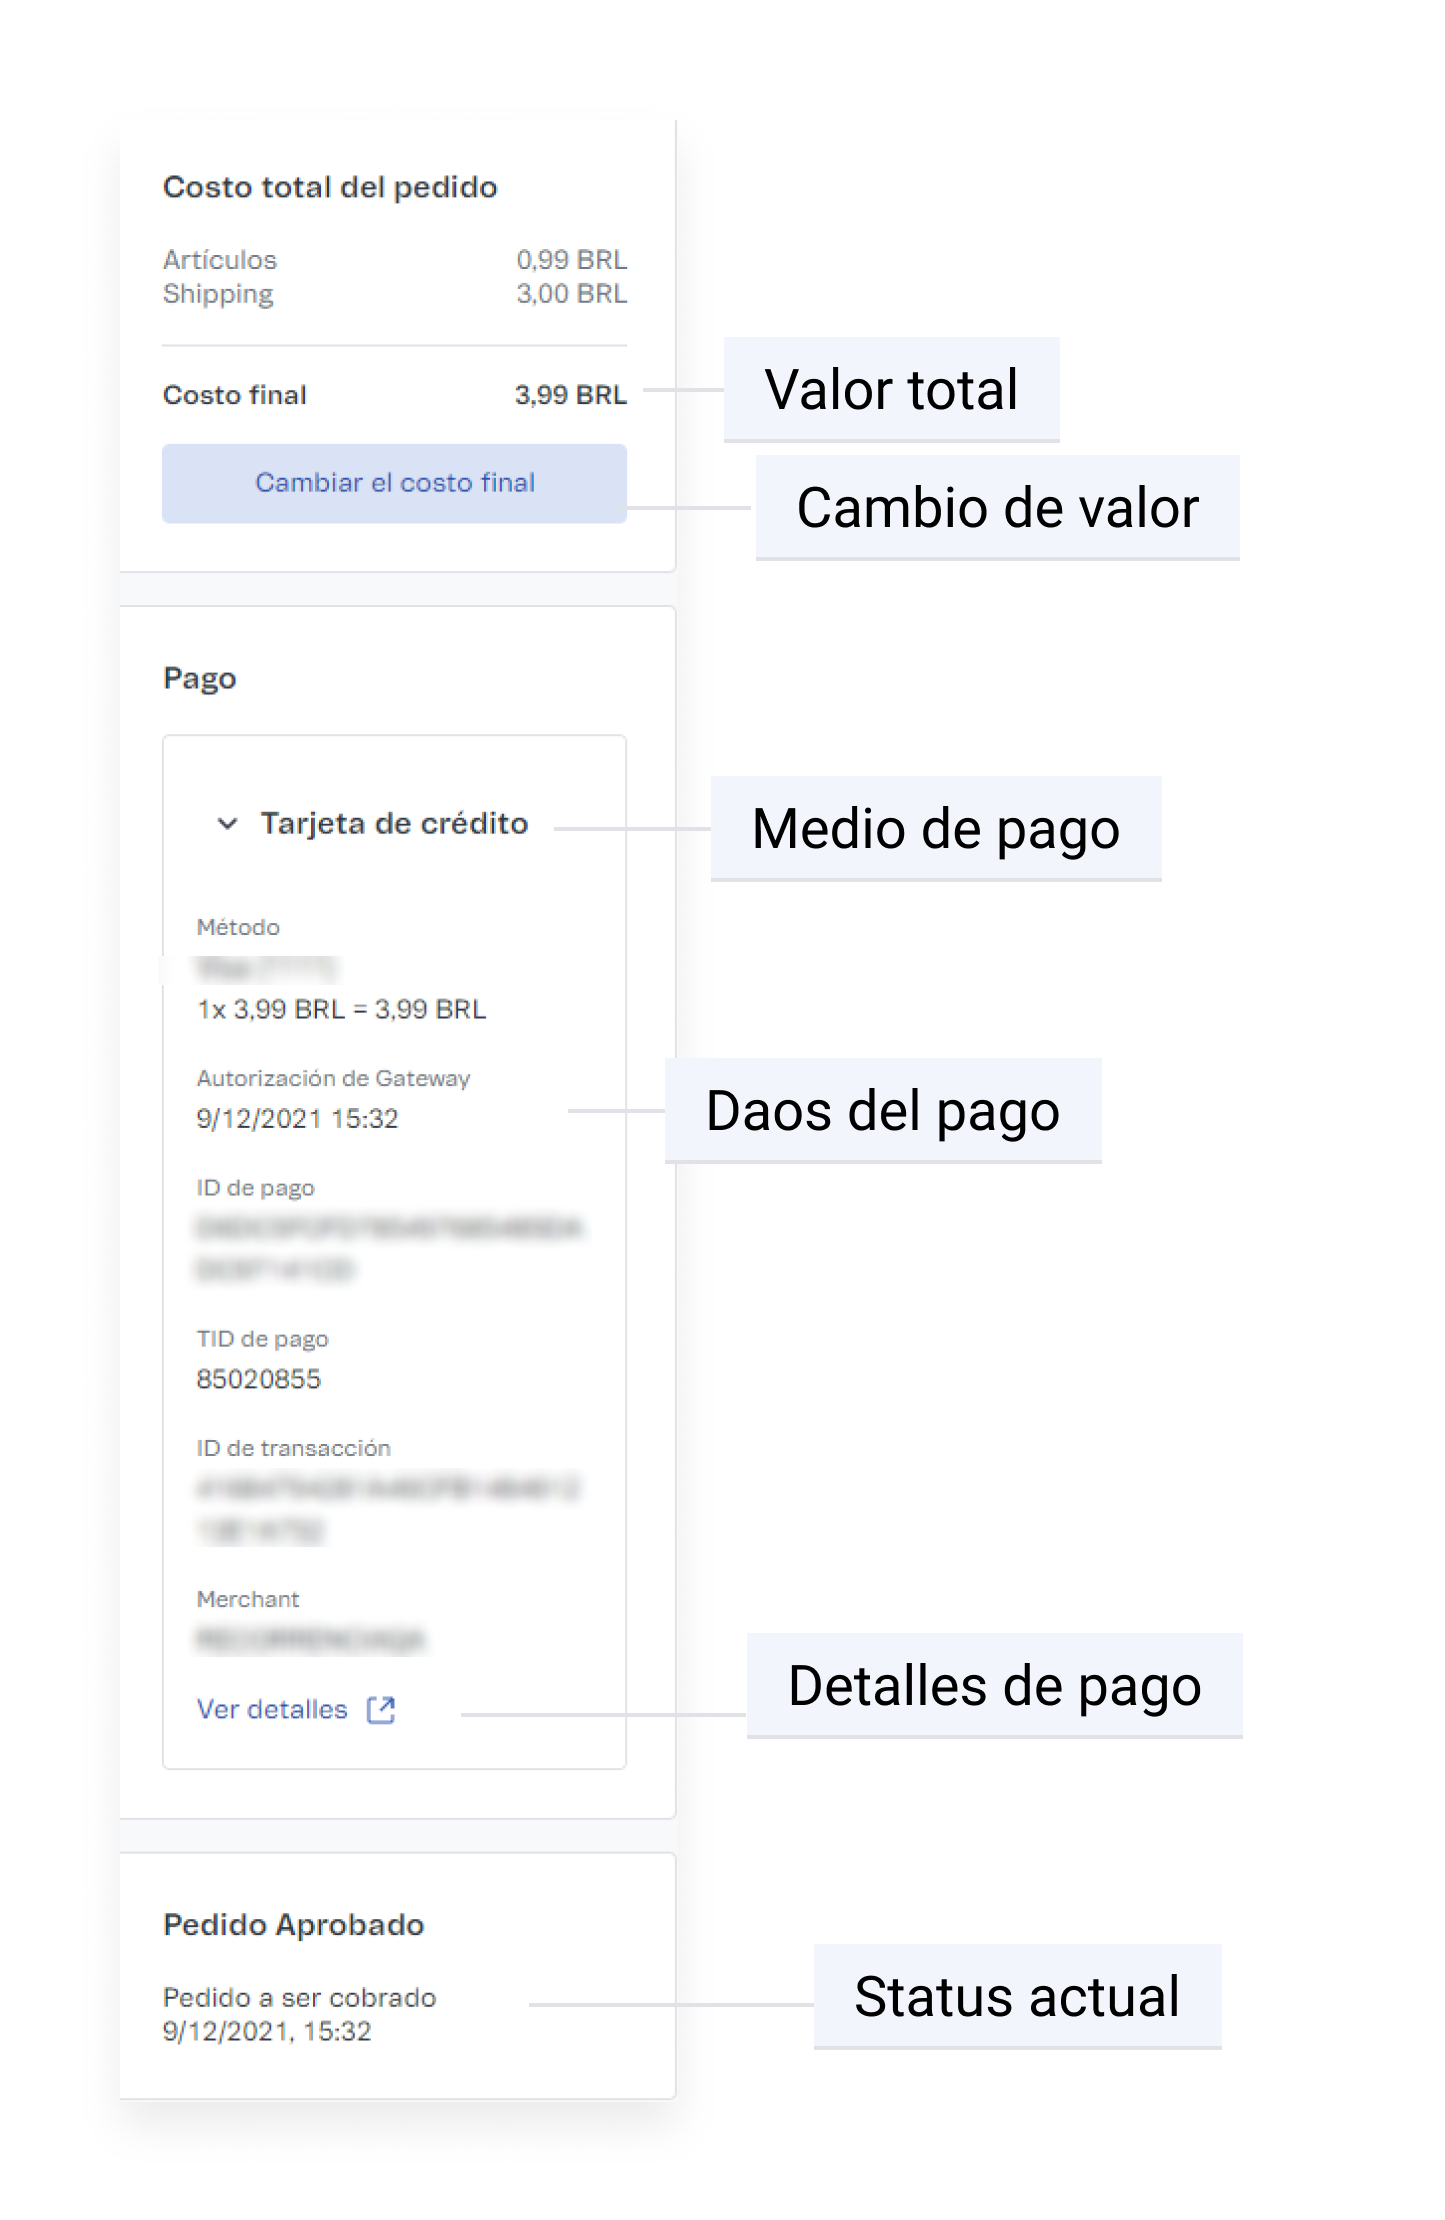 Costo total del pedido
Artículos 0,99 BRL
Shipping 3,00 BRL
Costo final 3,99 BRL
Valor total
Cambiar el costo final
Cambio de valor
Pago
Tarjeta de crédito
Medio de pago
Método
1x 3,99 BRL = 3,99 BRL
Autorización de Gateway
9/12/2021 15:32
Daos del pago
ID de pago
TID de pago
85020855
ID de transacción
Merchant
Ver detalles
Detalles de pago
Pedido Aprobado
Pedido a ser cobrado
9/12/2021, 15:32
Status actual